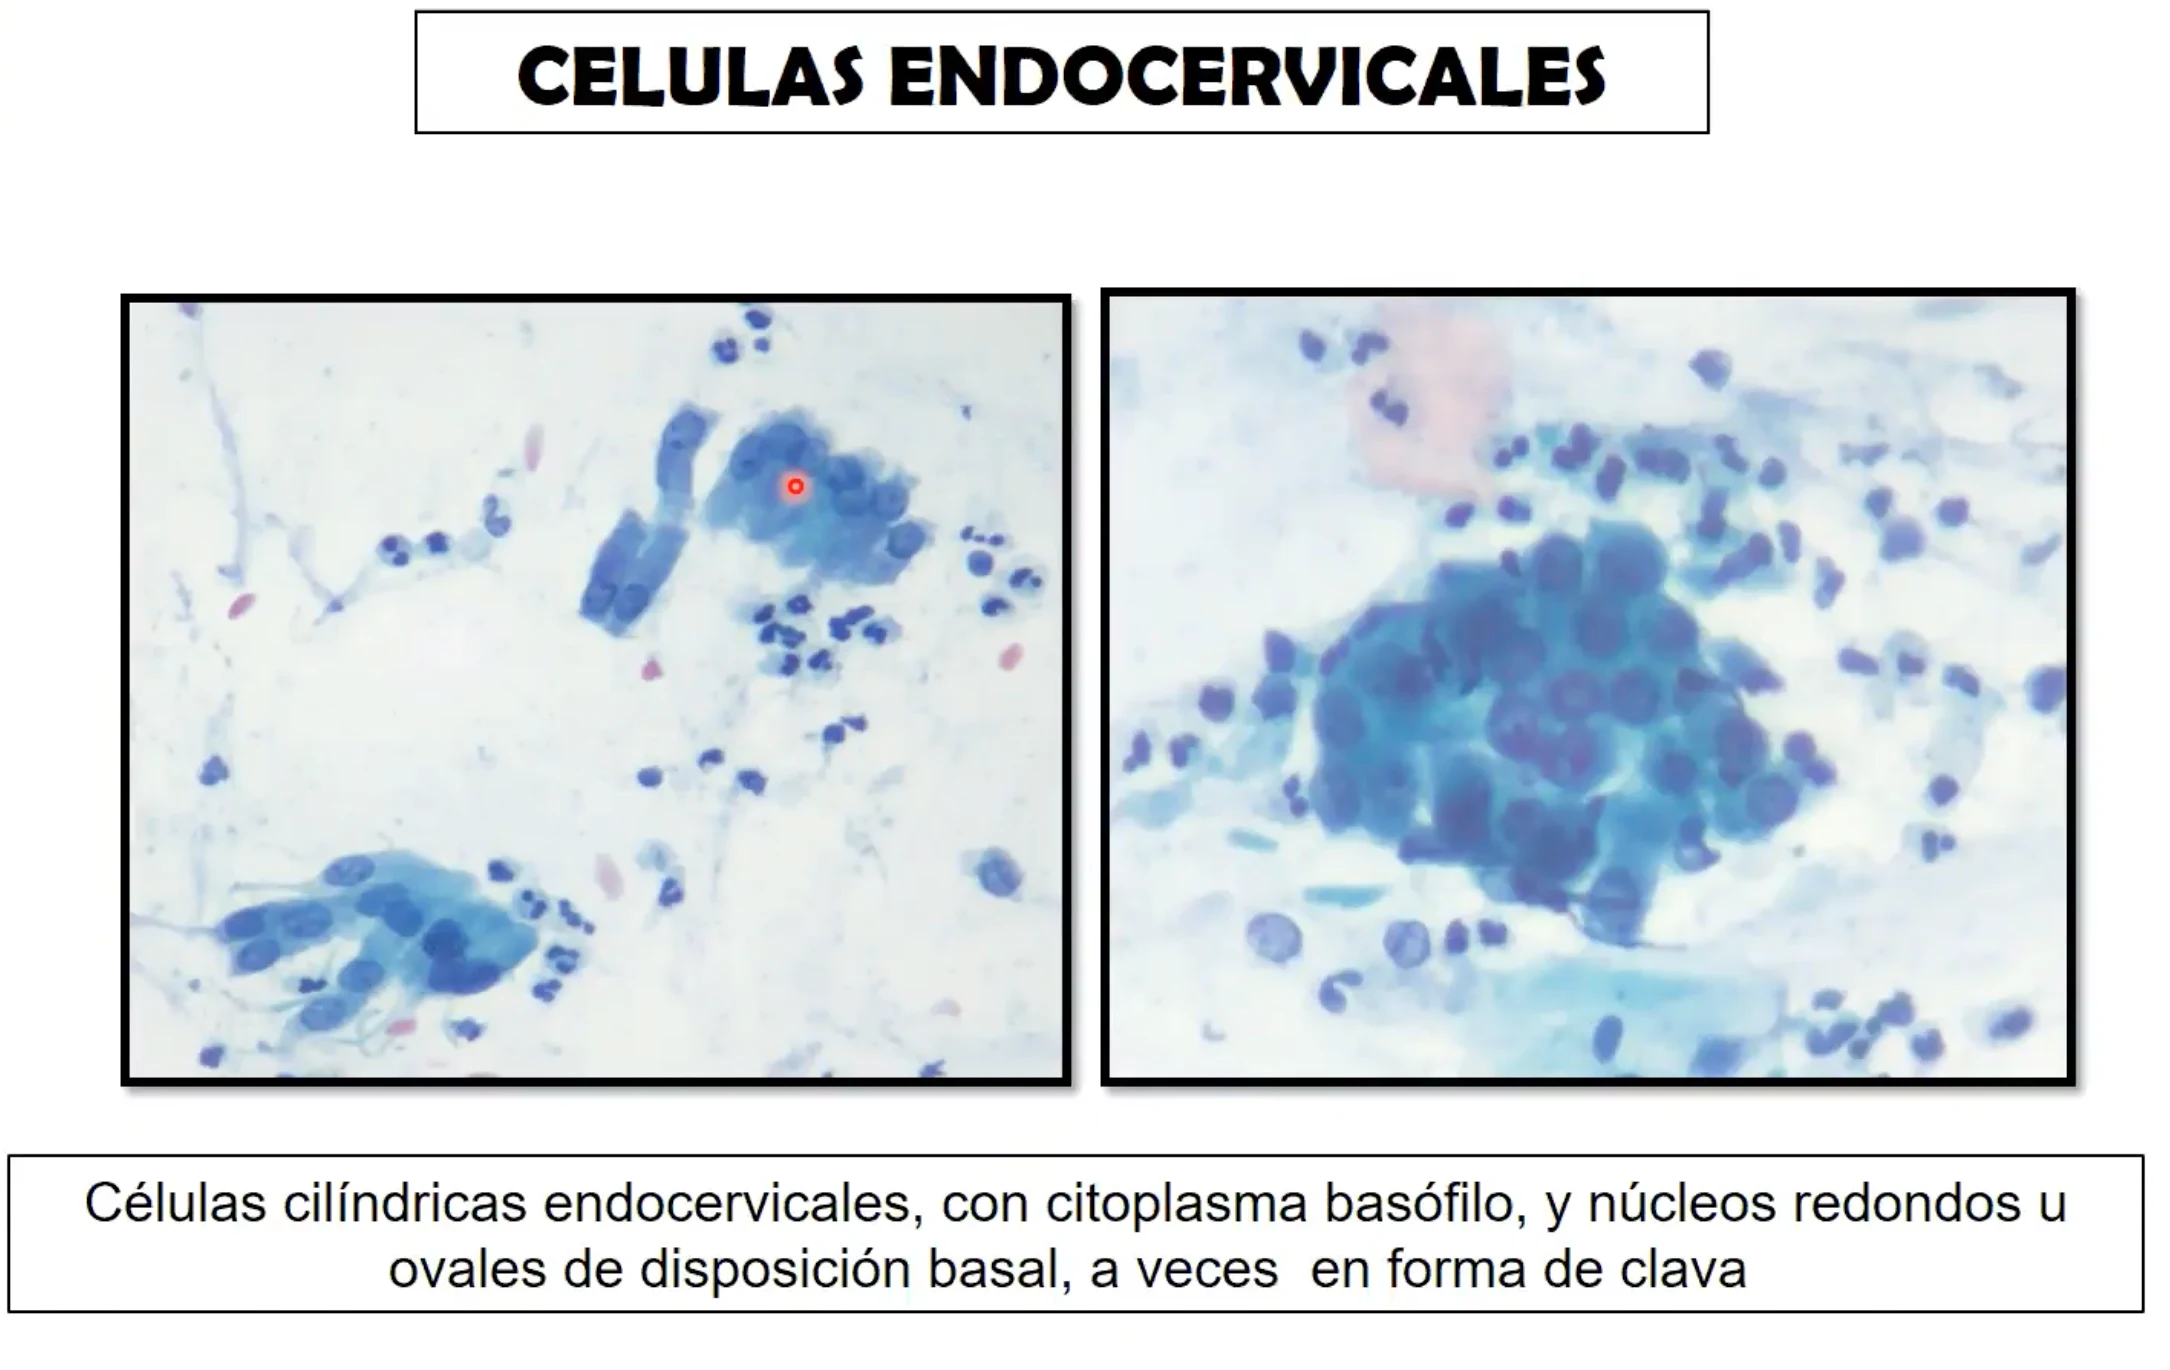 CELULAS ENDOCERVICALES
Células cilíndricas endocervicales, con citoplasma basófilo, y núcleos redondos u
ovales de disposición basal, a veces en forma de clava